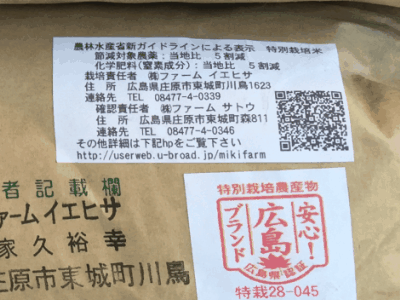 農林水産省新ガイドラインによる表示 特別栽培米
節減対象農薬:当地比 5割減
化学肥料(窒素成分):当地比 5割減
栽培責任者 ㈱ファーム イエヒサ
住 所 広島県庄原市東城町川鳥1623
連絡先 TEL 08477-4-0339
確認責任者 ㈱ファーム サトウ
住 所 広島県庄原市東城町森811
連絡先 TEL 08477-4-0346
その他詳細は下記hpをご覧下さい
http://userweb.u-broad.jp/mikifarm
者記載欄
ファームイエヒサ
家久裕幸
庄原市東城町川鳥
特別栽培農産物
安心!
広島
ブランド
広島県認証
特栽28-045